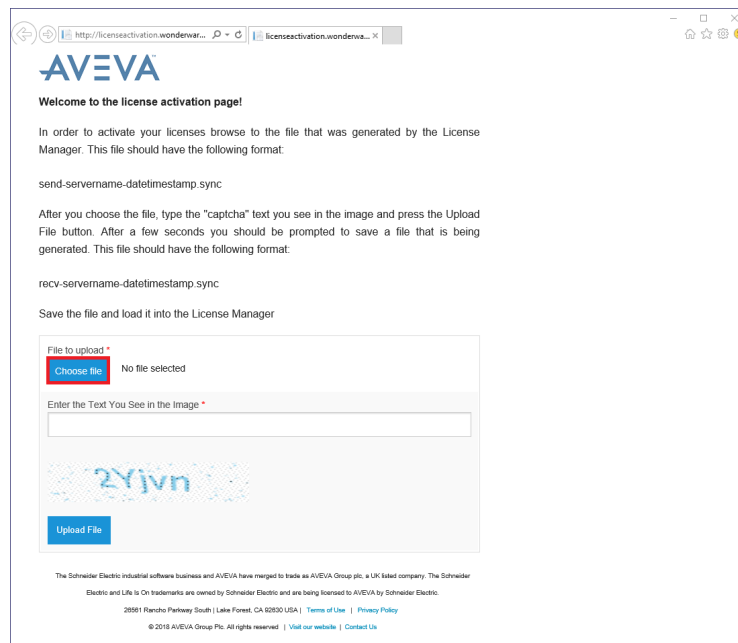 http://licenseactivation.wonderwar...
licenseactivation.wonderwa...
AVEVA
Welcome to the license activation page!
In order to activate your licenses browse to the file that was generated by the License
Manager. This file should have the following format:
send-servername-datetimestamp.sync
After you choose the file, type the "captcha" text you see in the image and press the Upload
File button. After a few seconds you should be prompted to save a file that is being
generated. This file should have the following format:
recv-servername-datetimestamp.sync
Save the file and load it into the License Manager
File to upload *
Choose file No file selected
Enter the Text You See in the Image *
2Yjvn
Upload File
The Schneider Electric industrial software business and AVEVA have merged to trade as AVEVA Group plc, a UK listed company. The Schneider
Electric and Life Is On trademarks are owned by Schneider Electric and are being licensed to AVEVA by Schneider Electric.
26561 Rancho Parkway South | Lake Forest, CA 92630 USA | Terms of Use | Privacy Policy
© 2018 AVEVA Group Plc. All rights reserved | Visit our website | Contact Us